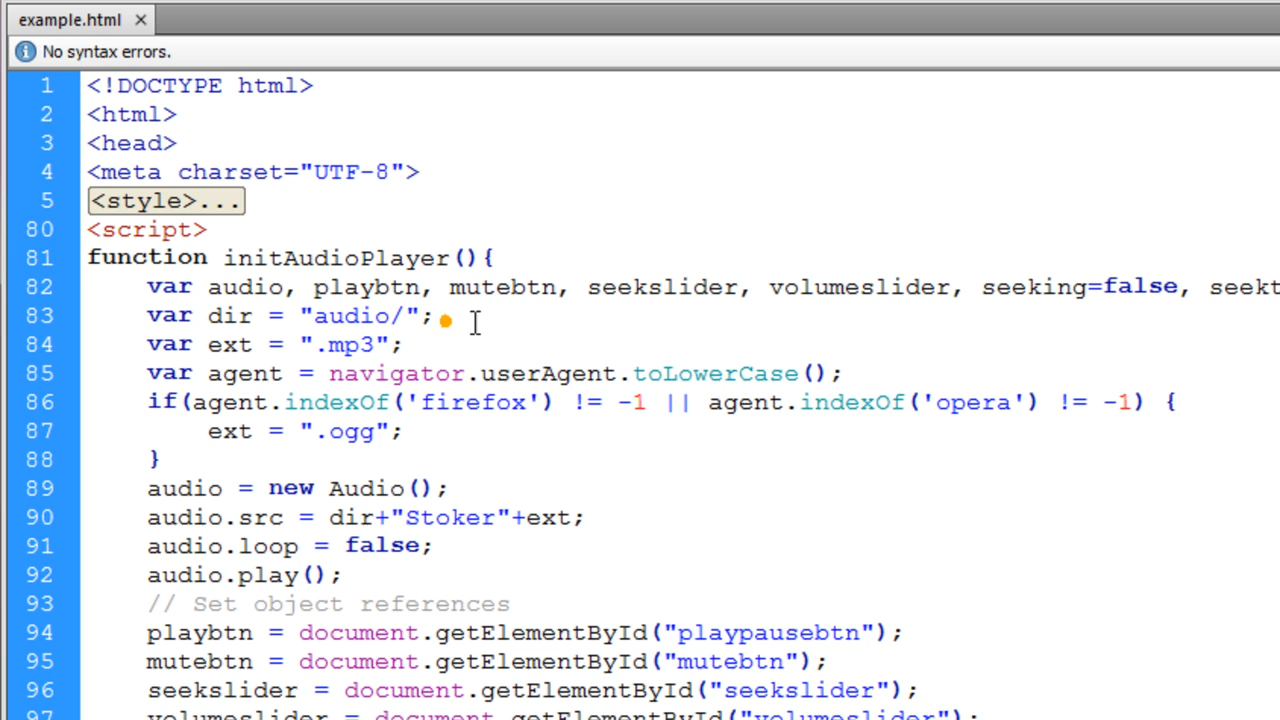 example.html ×
No syntax errors.
1 <!DOCTYPE html>
2 <html>
3 <head>
4 <meta charset="UTF-8">
5 <style>...
80 <script>
81 function initAudioPlayer(){
82 var audio, playbtn, mutebtn, seekslider, volumeslider, seeking=false, seekt
83 var dir = "audio/";
84 var ext = ".mp3";
85 var agent = navigator.userAgent.toLowerCase();
86 if(agent.indexOf('firefox') != -1 || agent.indexOf('opera') != -1) {
87 ext = ".ogg";
88 }
89 audio = new Audio();
90 audio.src = dir+"Stoker"+ext;
91 audio.loop = false;
92 audio.play();
93 // Set object references
94 playbtn = document.getElementById("playpausebtn");
95 mutebtn = document.getElementById("mutebtn");
96 seekslider = document.getElementById("seekslider");
97 volumeslider = document.getElementById("volumeslider");